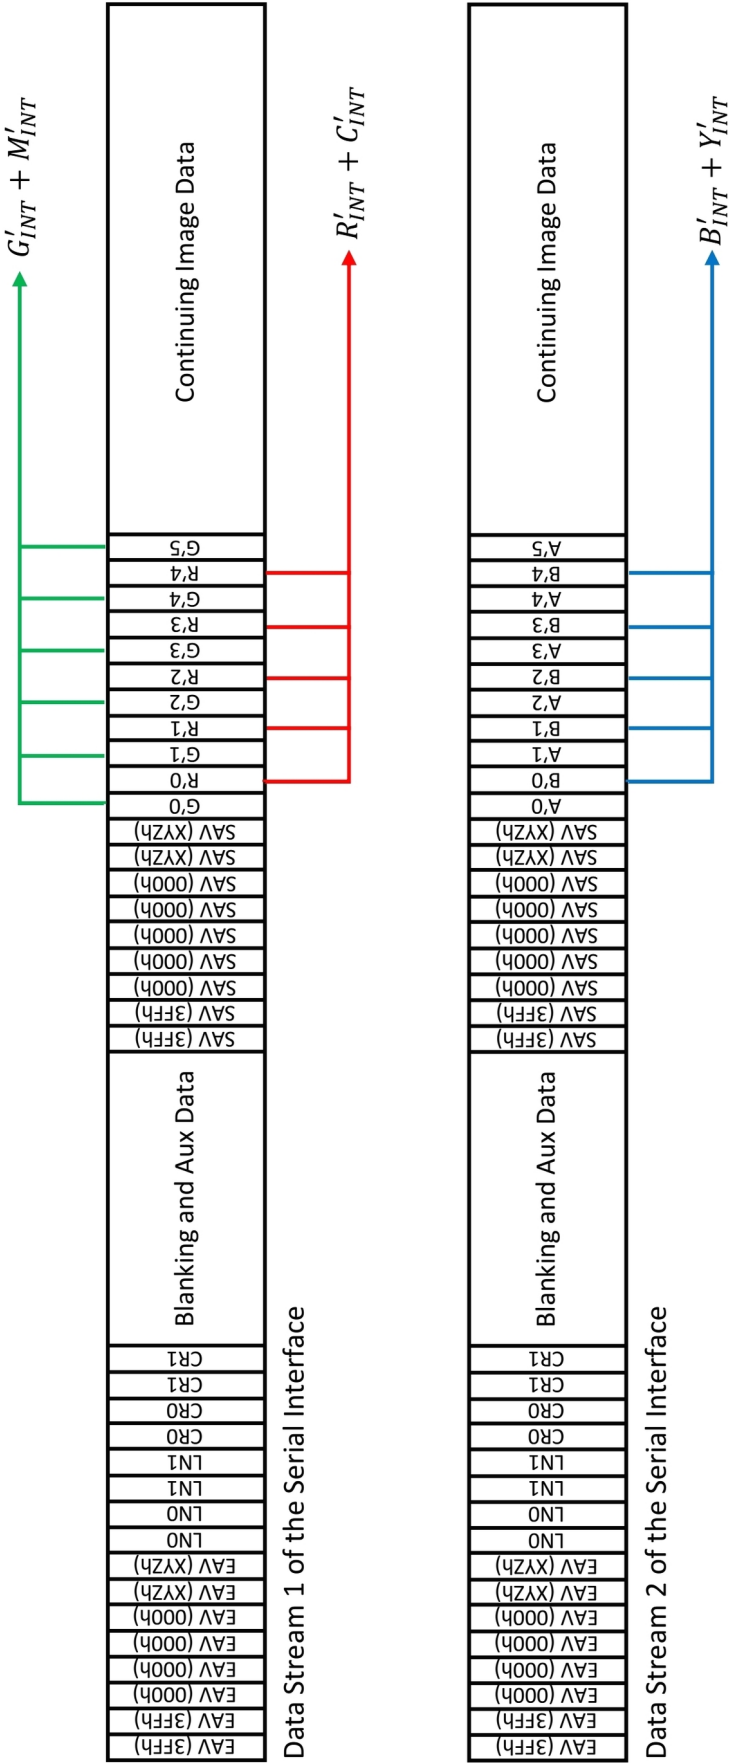 G'INT + M'INT
EAV (3FFh)
EAV (3FFh)
EAV (000h)
EAV (000h)
EAV (000h)
EAV (000h)
EAV (XYZh)
EAV (XYZh)
LN0
LN0
LN1
LN1
CR0
CR0
CR1
CR1
Blanking and Aux Data
SAV (3FFh)
SAV (3FFh)
SAV (000h)
SAV (000h)
SAV (000h)
SAV (000h)
SAV (000h)
SAV (XYZh)
SAV (XYZh)
G'0
R'0
G'1
R'1
G'2
R'2
G'3
R'3
G'4
R'4
G'5
Continuing Image Data
Data Stream 1 of the Serial Interface
R'INT + C'INT
EAV (3FFh)
EAV (3FFh)
EAV (000h)
EAV (000h)
EAV (000h)
EAV (000h)
EAV (XYZh)
EAV (XYZh)
LN0
LN0
LN1
LN1
CR0
CR0
CR1
CR1
Blanking and Aux Data
SAV (3FFh)
SAV (3FFh)
SAV (000h)
SAV (000h)
SAV (000h)
SAV (000h)
SAV (000h)
SAV (XYZh)
SAV (XYZh)
A'0
B'0
A'1
B'1
A'2
B'2
A'3
B'3
A'4
B'4
A'5
Continuing Image Data
Data Stream 2 of the Serial Interface
B'INT + Y'INT